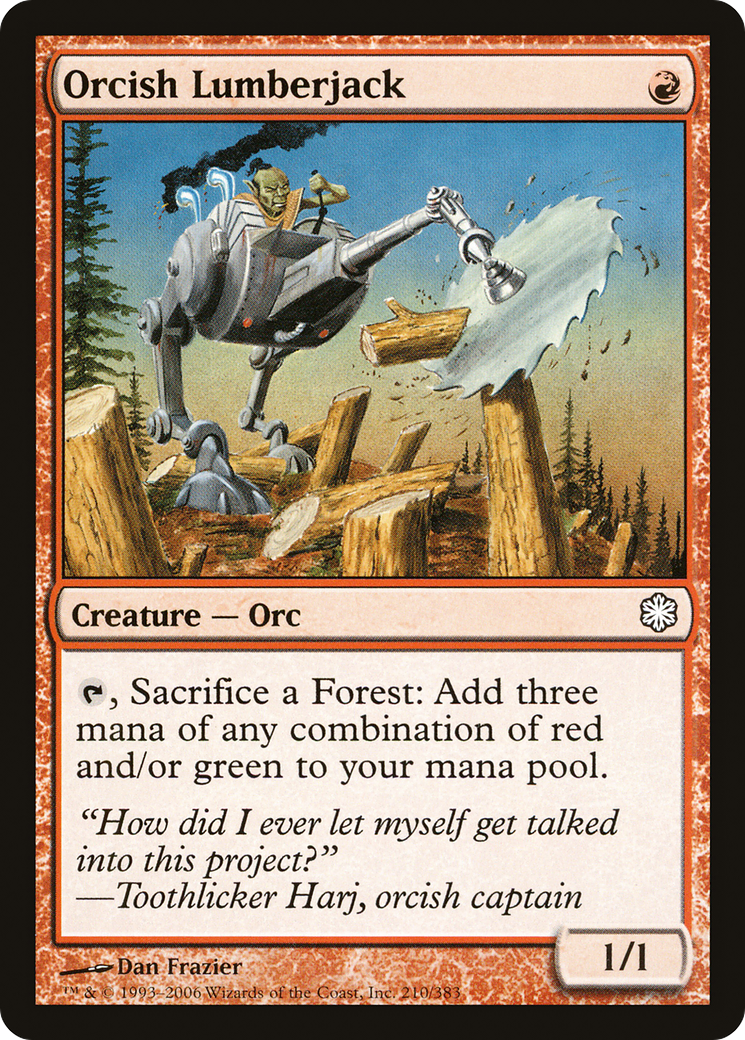 Orcish Lumberjack
Creature — Orc
, Sacrifice a Forest: Add three
mana of any combination of red
and/or green to your mana pool.
“How did I ever let myself get talked
into this project?”
—Toothlicker Harj, orcish captain
1/1
Dan Frazier
™ & © 1993–2006 Wizards of the Coast, Inc. 210/383